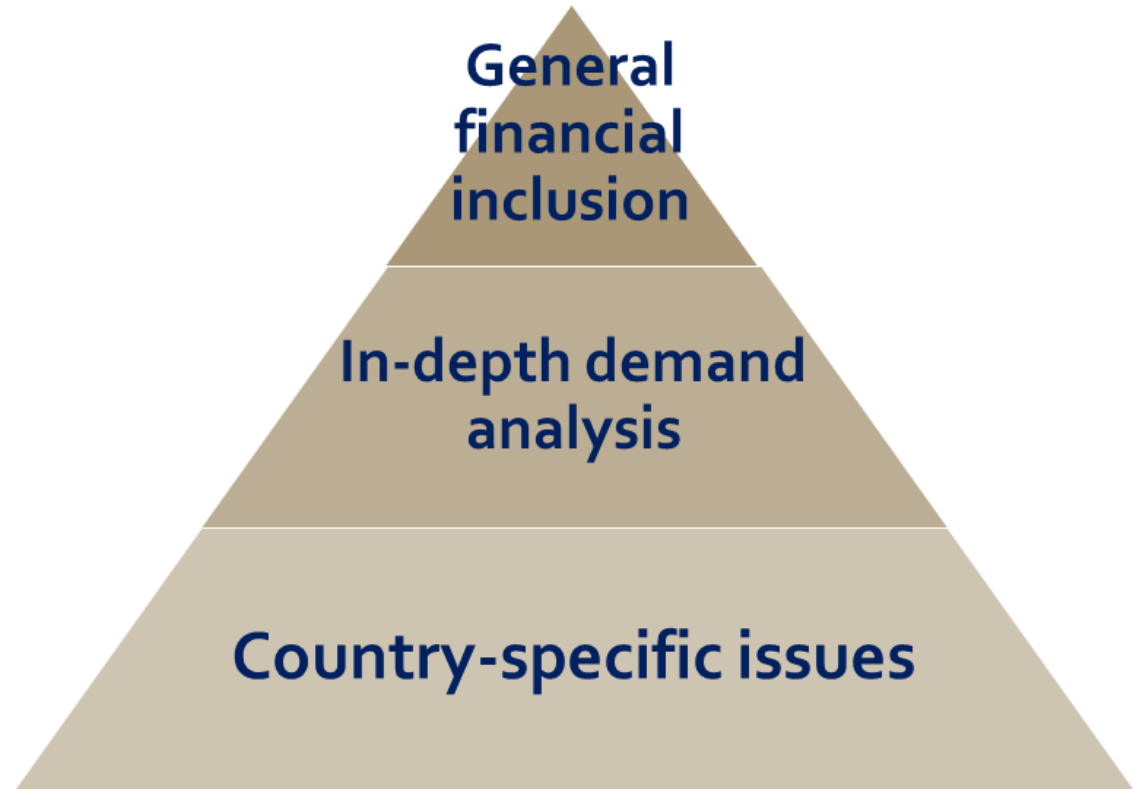 General
financial
inclusion
In-depth demand
analysis
Country-specific issues